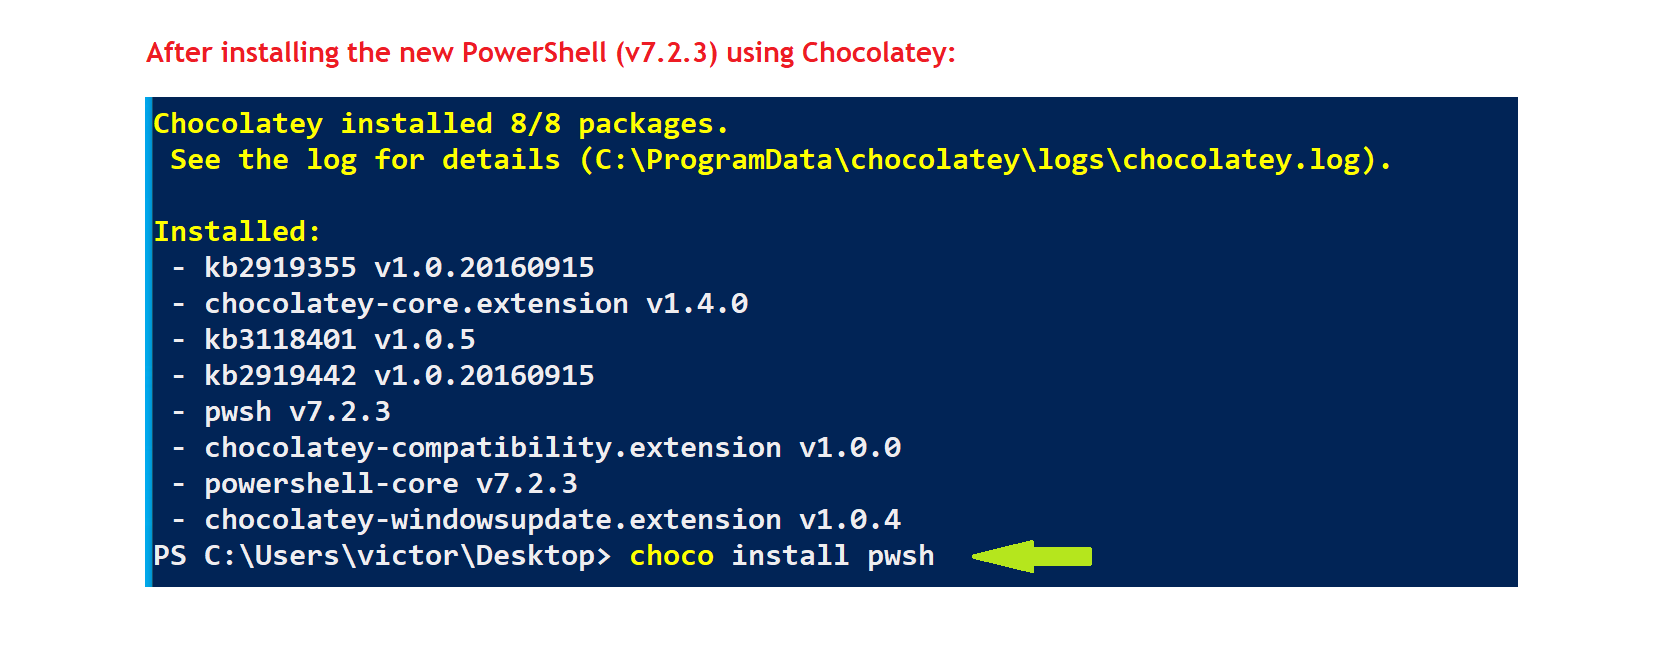 After installing the new PowerShell (v7.2.3) using Chocolatey:
Chocolatey installed 8/8 packages.
See the log for details (C:\ProgramData\chocolatey\logs\chocolatey.log).
Installed:
- kb2919355 v1.0.20160915
- chocolatey-core.extension v1.4.0
- kb3118401 v1.0.5
- kb2919442 v1.0.20160915
- pwsh v7.2.3
- chocolatey-compatibility.extension v1.0.0
- powershell-core v7.2.3
- chocolatey-windowsupdate.extension v1.0.4
PS C:\Users\victor\Desktop> choco install pwsh